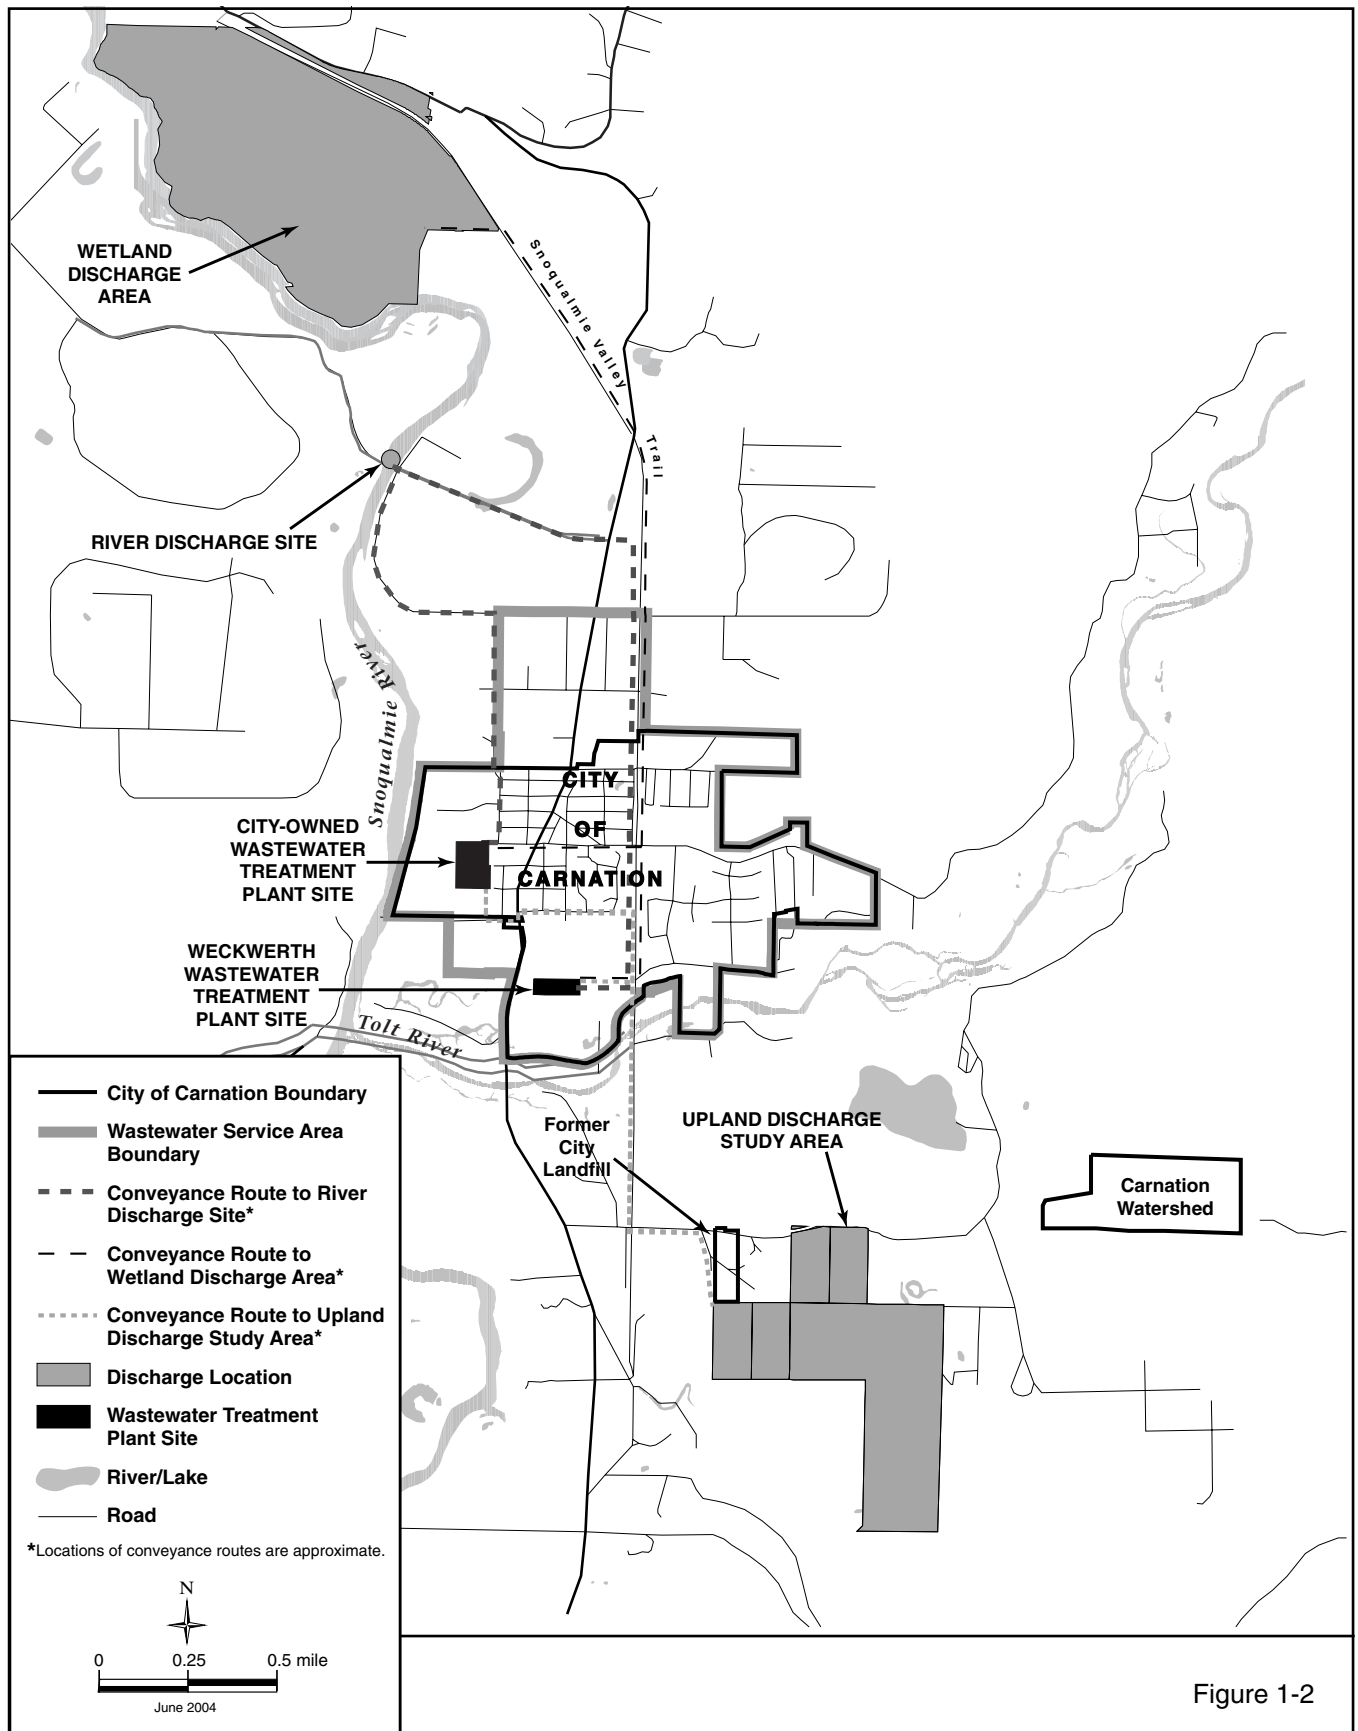 WETLAND
DISCHARGE
AREA
Snoqualmie Valley
Trail
RIVER DISCHARGE SITE
Snoqualmie River
CITY
OF
CARNATION
CITY-OWNED
WASTEWATER
TREATMENT
PLANT SITE
WECKWERTH
WASTEWATER
TREATMENT
PLANT SITE
Tolt River
Former
City
Landfill
UPLAND DISCHARGE
STUDY AREA
Carnation
Watershed
City of Carnation Boundary
Wastewater Service Area
Boundary
Conveyance Route to River
Discharge Site*
Conveyance Route to
Wetland Discharge Area*
Conveyance Route to Upland
Discharge Study Area*
Discharge Location
Wastewater Treatment
Plant Site
River/Lake
Road
*Locations of conveyance routes are approximate.
N
0 0.25 0.5 mile
June 2004
Figure 1-2